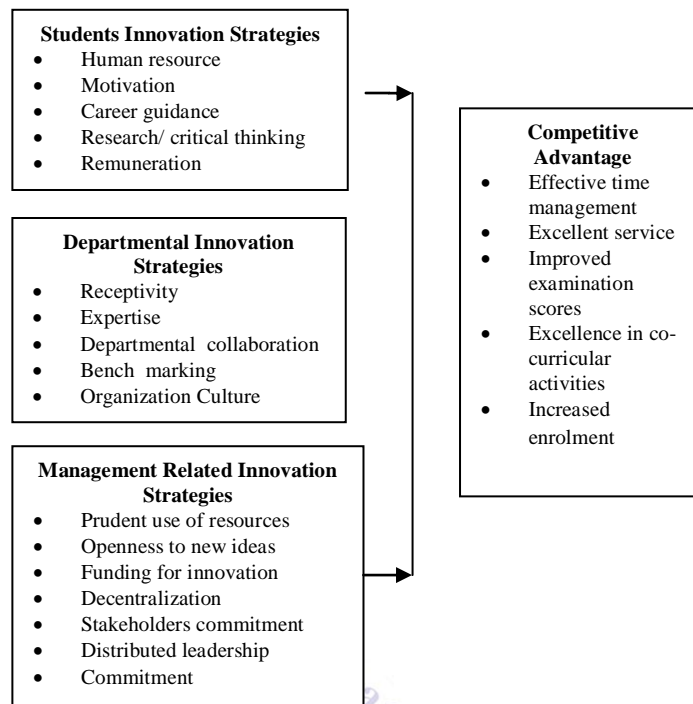 Students Innovation Strategies
• Human resource
• Motivation
• Career guidance
• Research/ critical thinking
• Remuneration
Departmental Innovation
Strategies
• Receptivity
• Expertise
• Departmental collaboration
• Bench marking
• Organization Culture
Management Related Innovation
Strategies
• Prudent use of resources
• Openness to new ideas
• Funding for innovation
• Decentralization
• Stakeholders commitment
• Distributed leadership
• Commitment
Competitive
Advantage
• Effective time
management
• Excellent service
• Improved
examination
scores
• Excellence in co-
curricular
activities
• Increased
enrolment